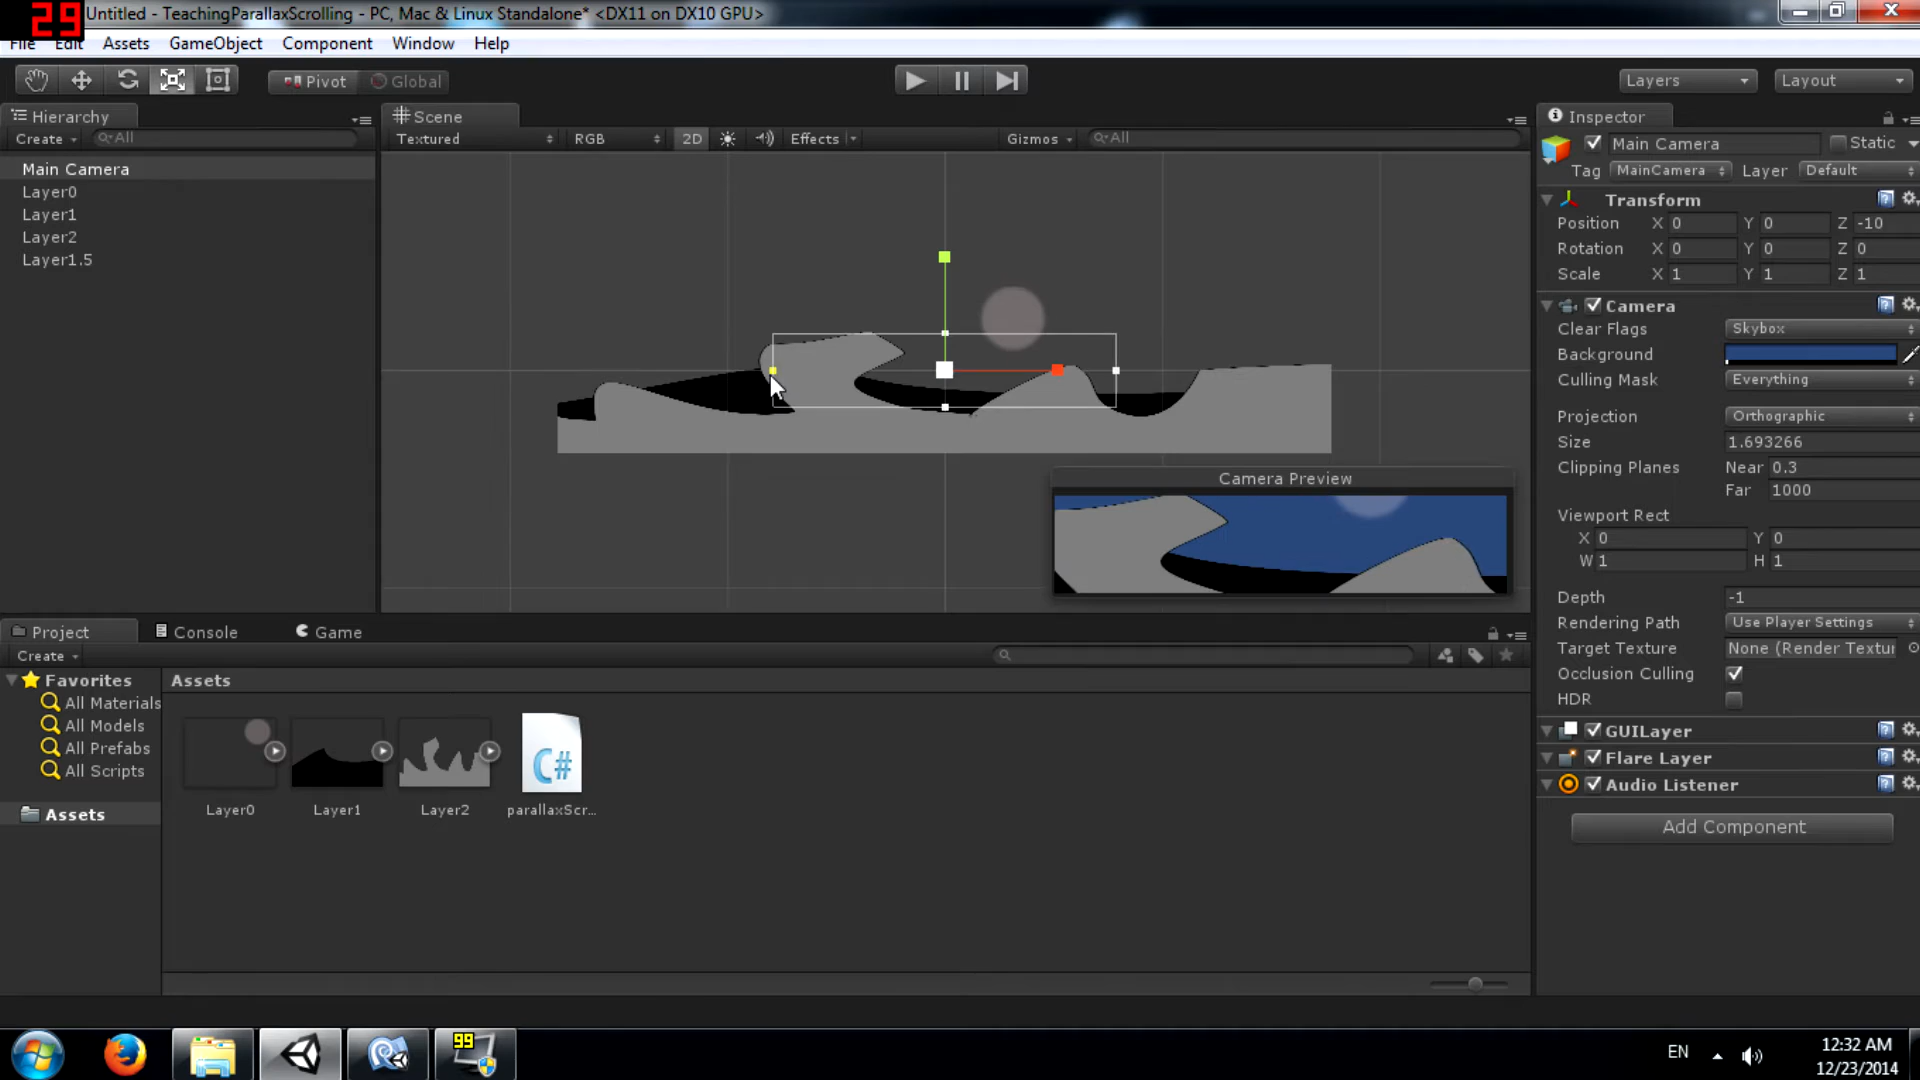 29
Untitled - TeachingParallaxScrolling - PC, Mac & Linux Standalone* <DX11 on DX10 GPU>
File Edit Assets GameObject Component Window Help
Pivot Global
Layers Layout
Hierarchy
Create All
Main Camera
Layer0
Layer1
Layer2
Layer1.5
Scene
Textured RGB 2D Effects Gizmos All
Camera Preview
Inspector
Main Camera Static
Tag MainCamera Layer Default
Transform
Position X 0 Y 0 Z -10
Rotation X 0 Y 0 Z 0
Scale X 1 Y 1 Z 1
Camera
Clear Flags Skybox
Background
Culling Mask Everything
Projection Orthographic
Size 1.693266
Clipping Planes Near 0.3
Far 1000
Viewport Rect
X 0 Y 0
W 1 H 1
Depth -1
Rendering Path Use Player Settings
Target Texture None (Render Textur
Occlusion Culling
HDR
GUILayer
Flare Layer
Audio Listener
Add Component
Project Console Game
Create
Favorites
All Materials
All Models
All Prefabs
All Scripts
Assets
Assets
C#
Layer0 Layer1 Layer2 parallaxScr...
99
EN
12:32 AM
12/23/2014